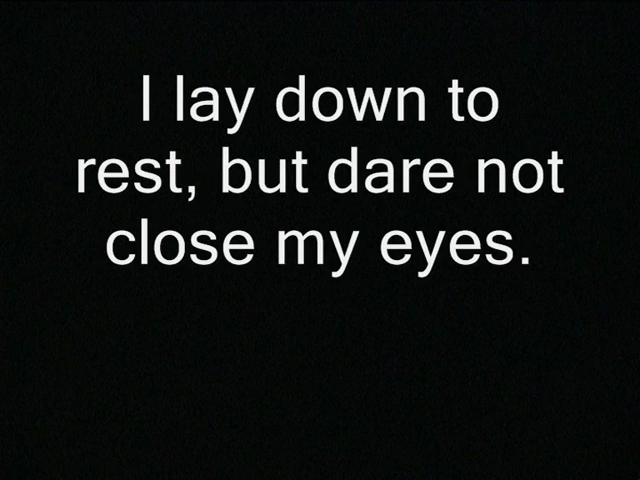 I lay down to
rest, but dare not
close my eyes.